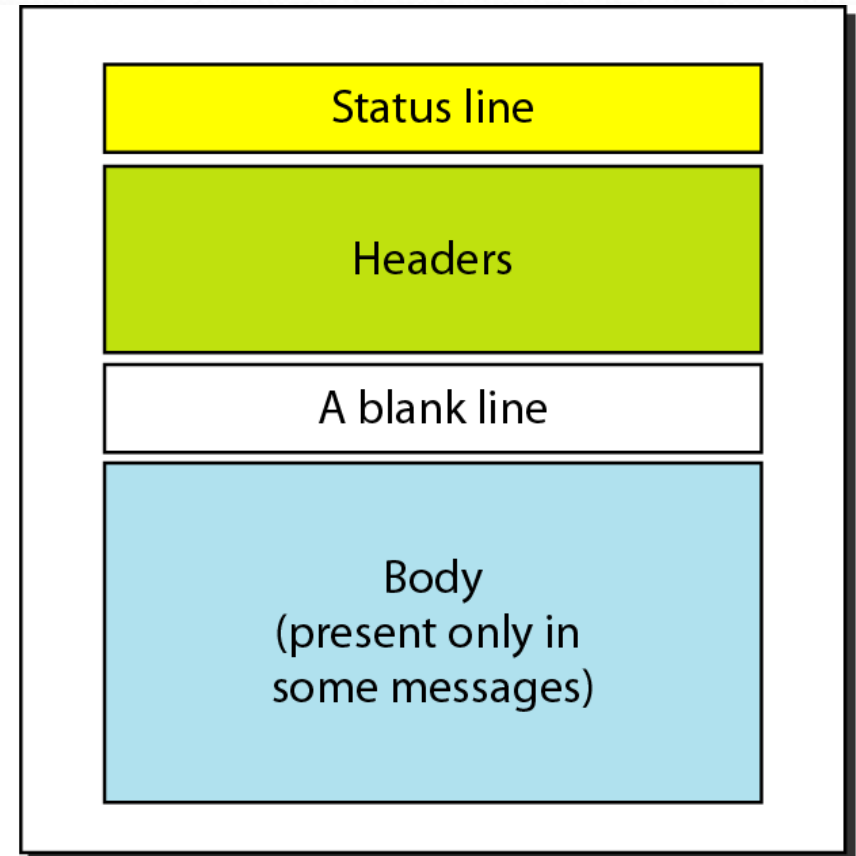 Status line
Headers
A blank line
Body
(present only in
some messages)